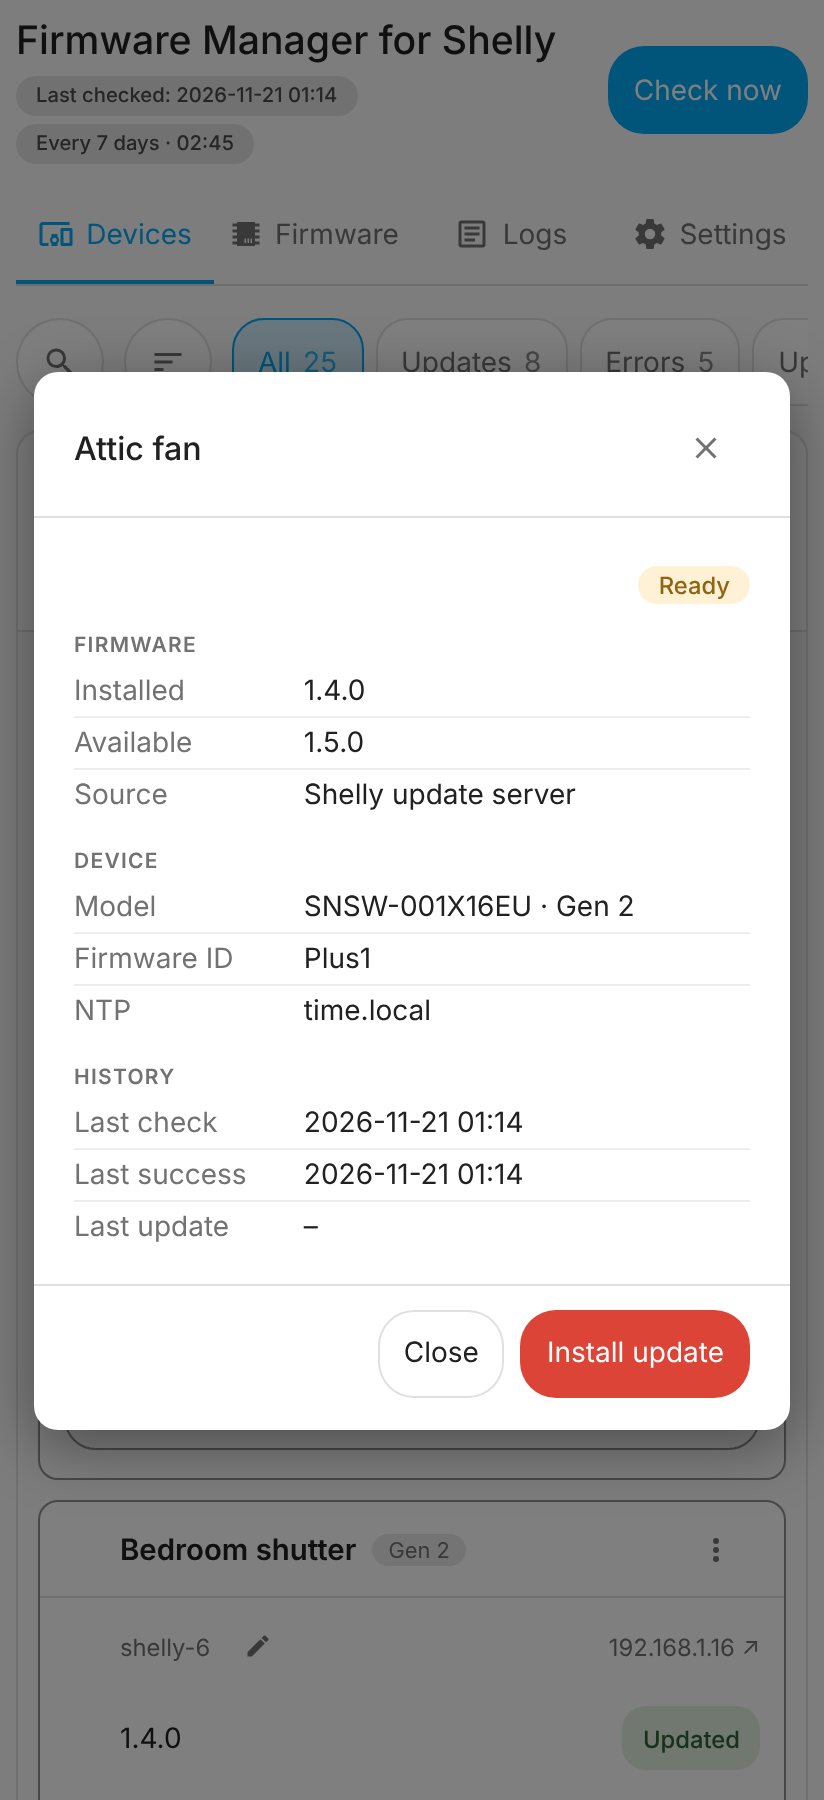 Firmware Manager for Shelly
Last checked: 2026-11-21 01:14
Every 7 days · 02:45
Check now
Devices
Firmware
Logs
Settings
All 25
Updates 8
Errors 5
Attic fan
Ready
FIRMWARE
Installed 1.4.0
Available 1.5.0
Source Shelly update server
DEVICE
Model SNSW-001X16EU · Gen 2
Firmware ID Plus1
NTP time.local
HISTORY
Last check 2026-11-21 01:14
Last success 2026-11-21 01:14
Last update –
Close
Install update
Bedroom shutter
Gen 2
shelly-6
192.168.1.16 ↗
1.4.0
Updated